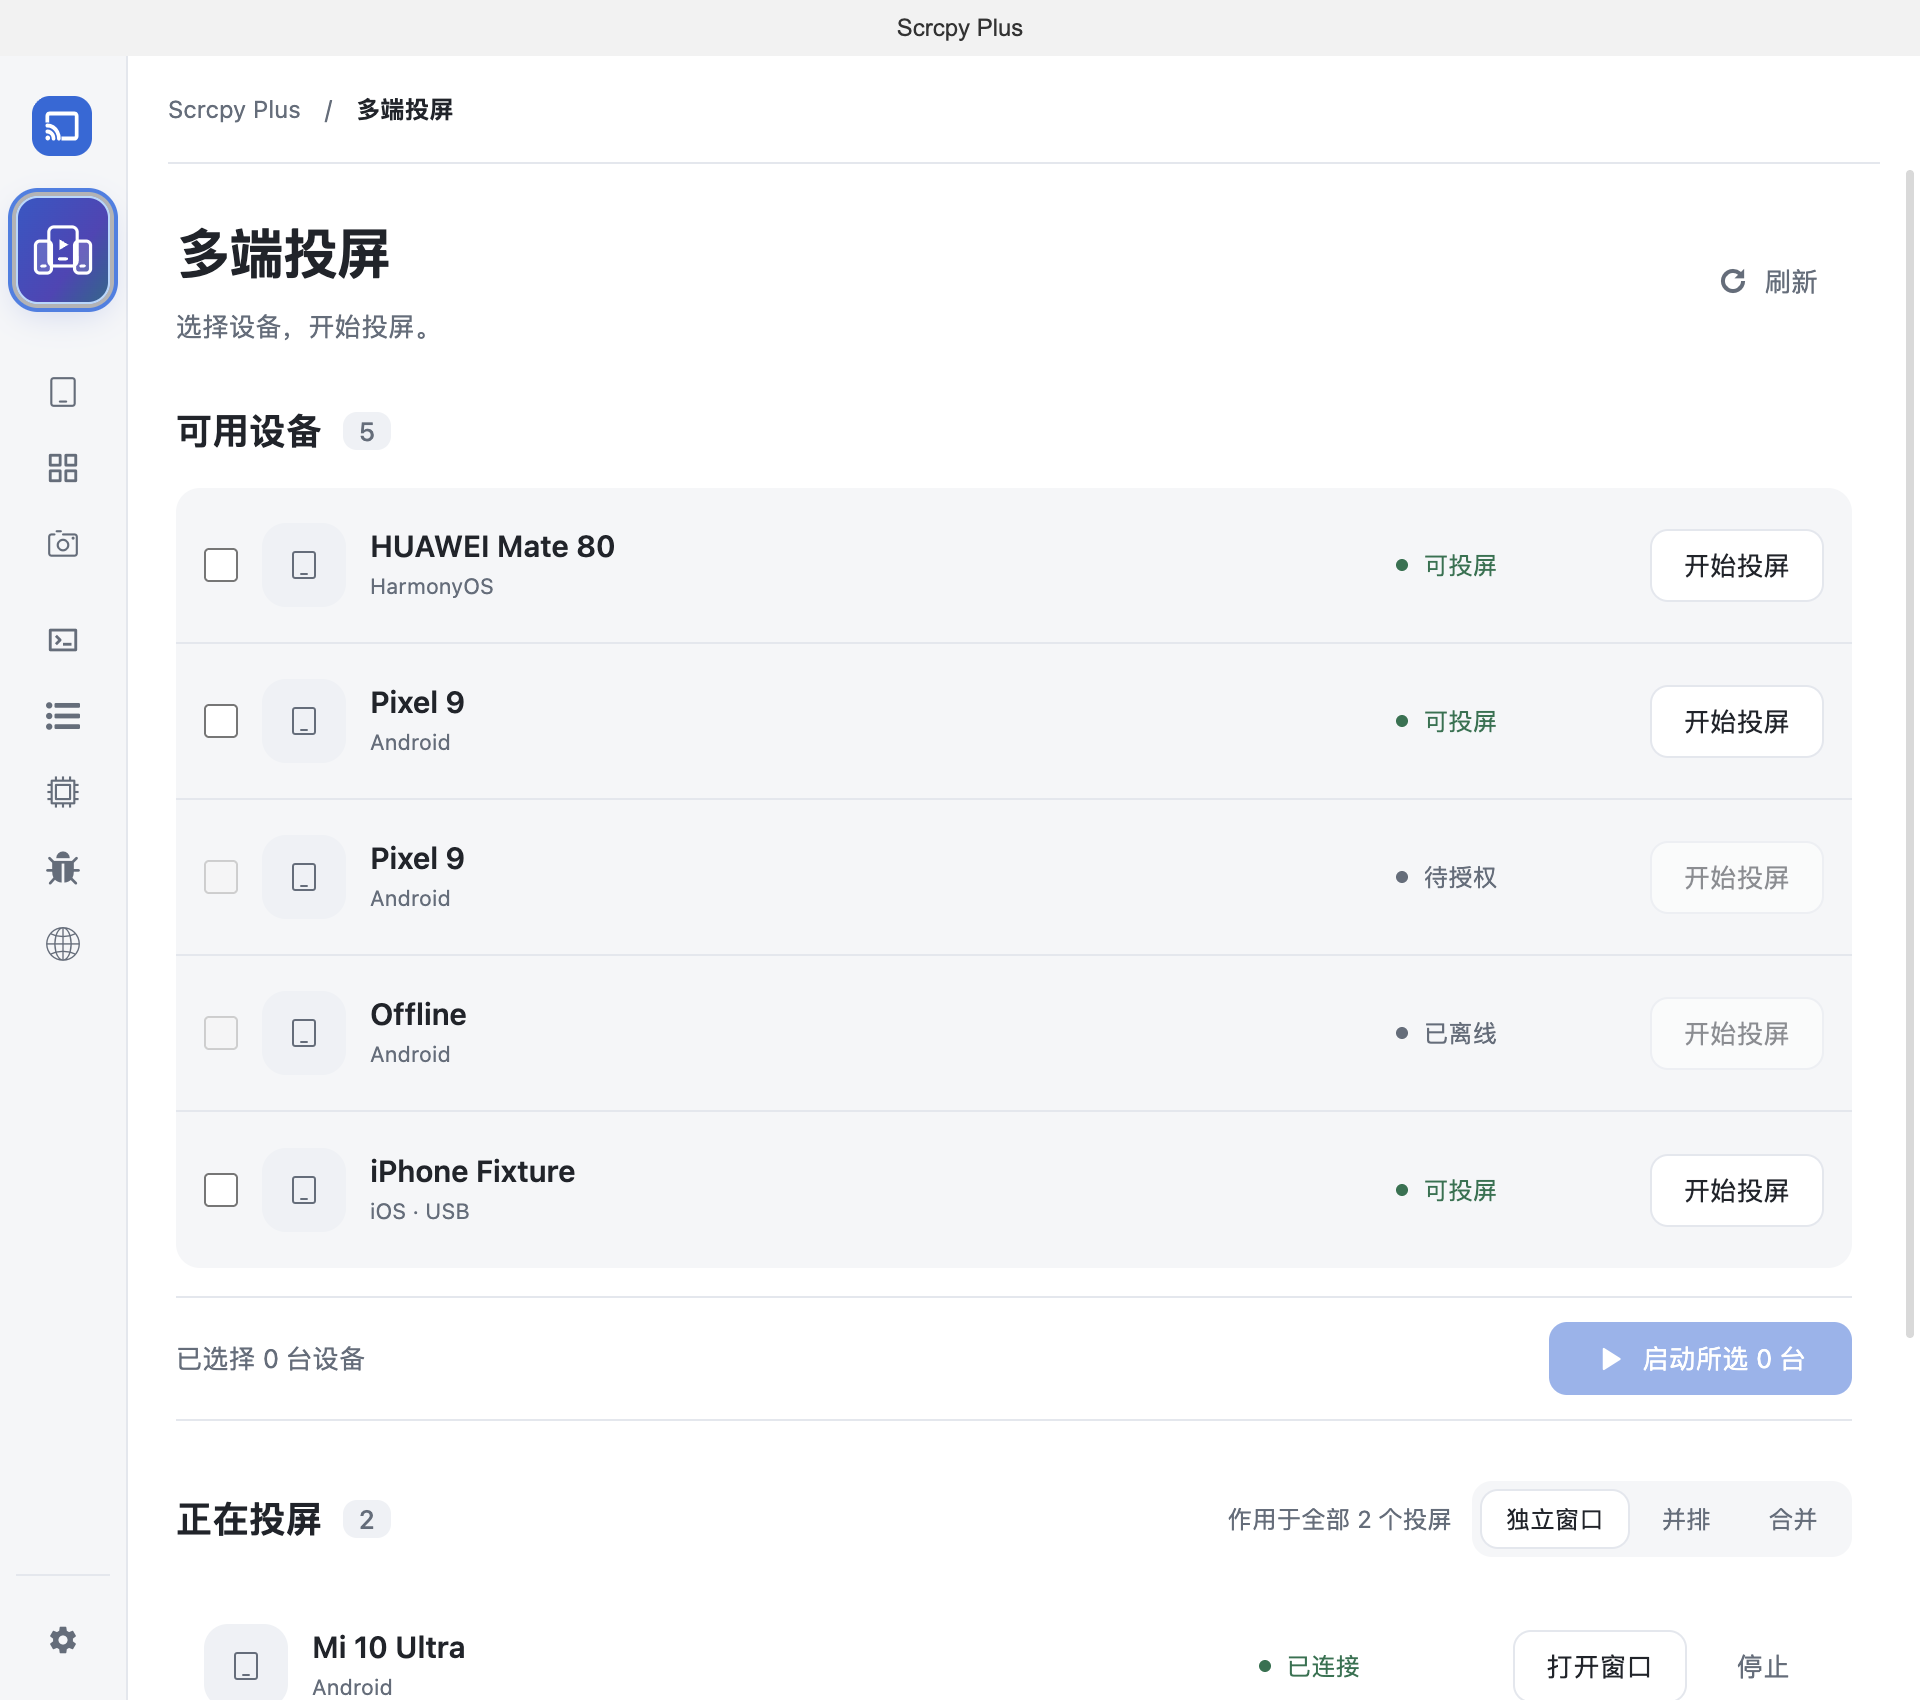 Scrcpy Plus
Scrcpy Plus / 多端投屏
多端投屏
选择设备，开始投屏。
刷新
可用设备 5
HUAWEI Mate 80
HarmonyOS
可投屏
开始投屏
Pixel 9
Android
可投屏
开始投屏
Pixel 9
Android
待授权
开始投屏
Offline
Android
已离线
开始投屏
iPhone Fixture
iOS · USB
可投屏
开始投屏
已选择 0 台设备
启动所选 0 台
正在投屏 2
作用于全部 2 个投屏
独立窗口
并排
合并
Mi 10 Ultra
Android
已连接
打开窗口
停止